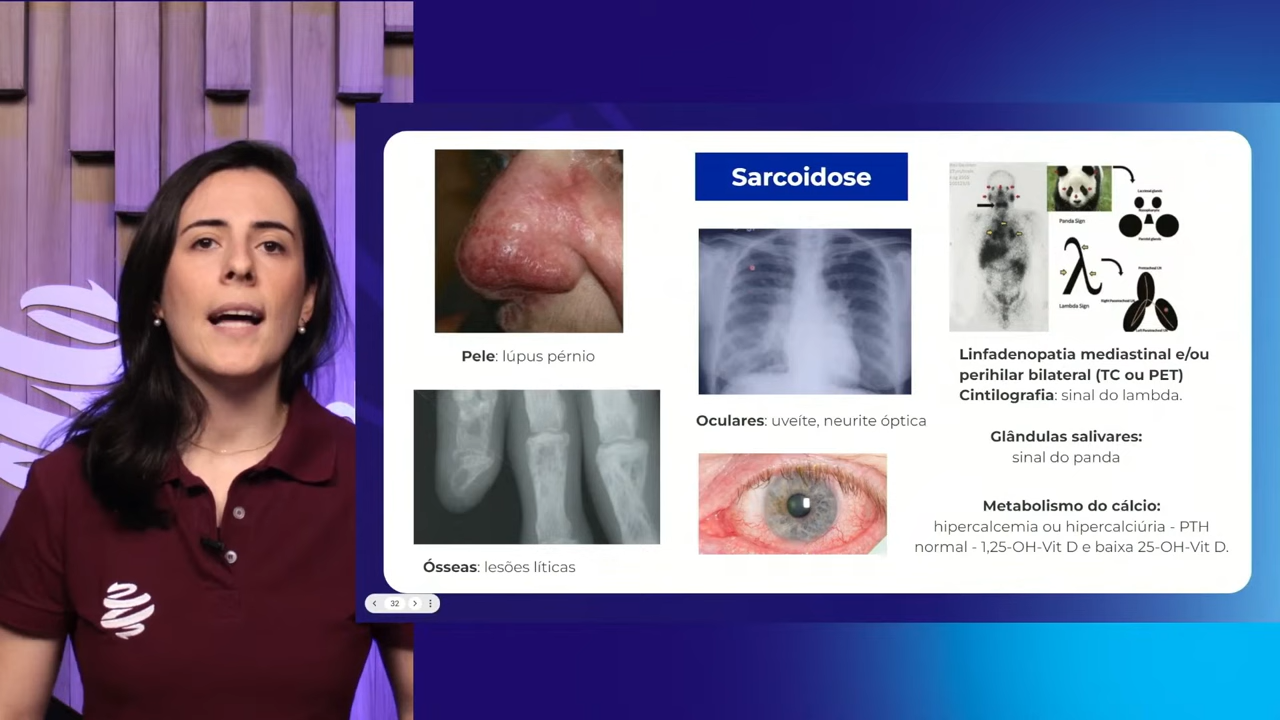 Sarcoidose
Pele: lúpus pérnio
Ósseas: lesões líticas
Oculares: uveíte, neurite óptica
Panda Sign
Lambda Sign
λ
Linfadenopatia mediastinal e/ou
perihilar bilateral (TC ou PET)
Cintilografia: sinal do lambda.
Glândulas salivares:
sinal do panda
Metabolismo do cálcio:
hipercalcemia ou hipercalciúria - PTH
normal - 1,25-OH-Vit D e baixa 25-OH-Vit D.
32